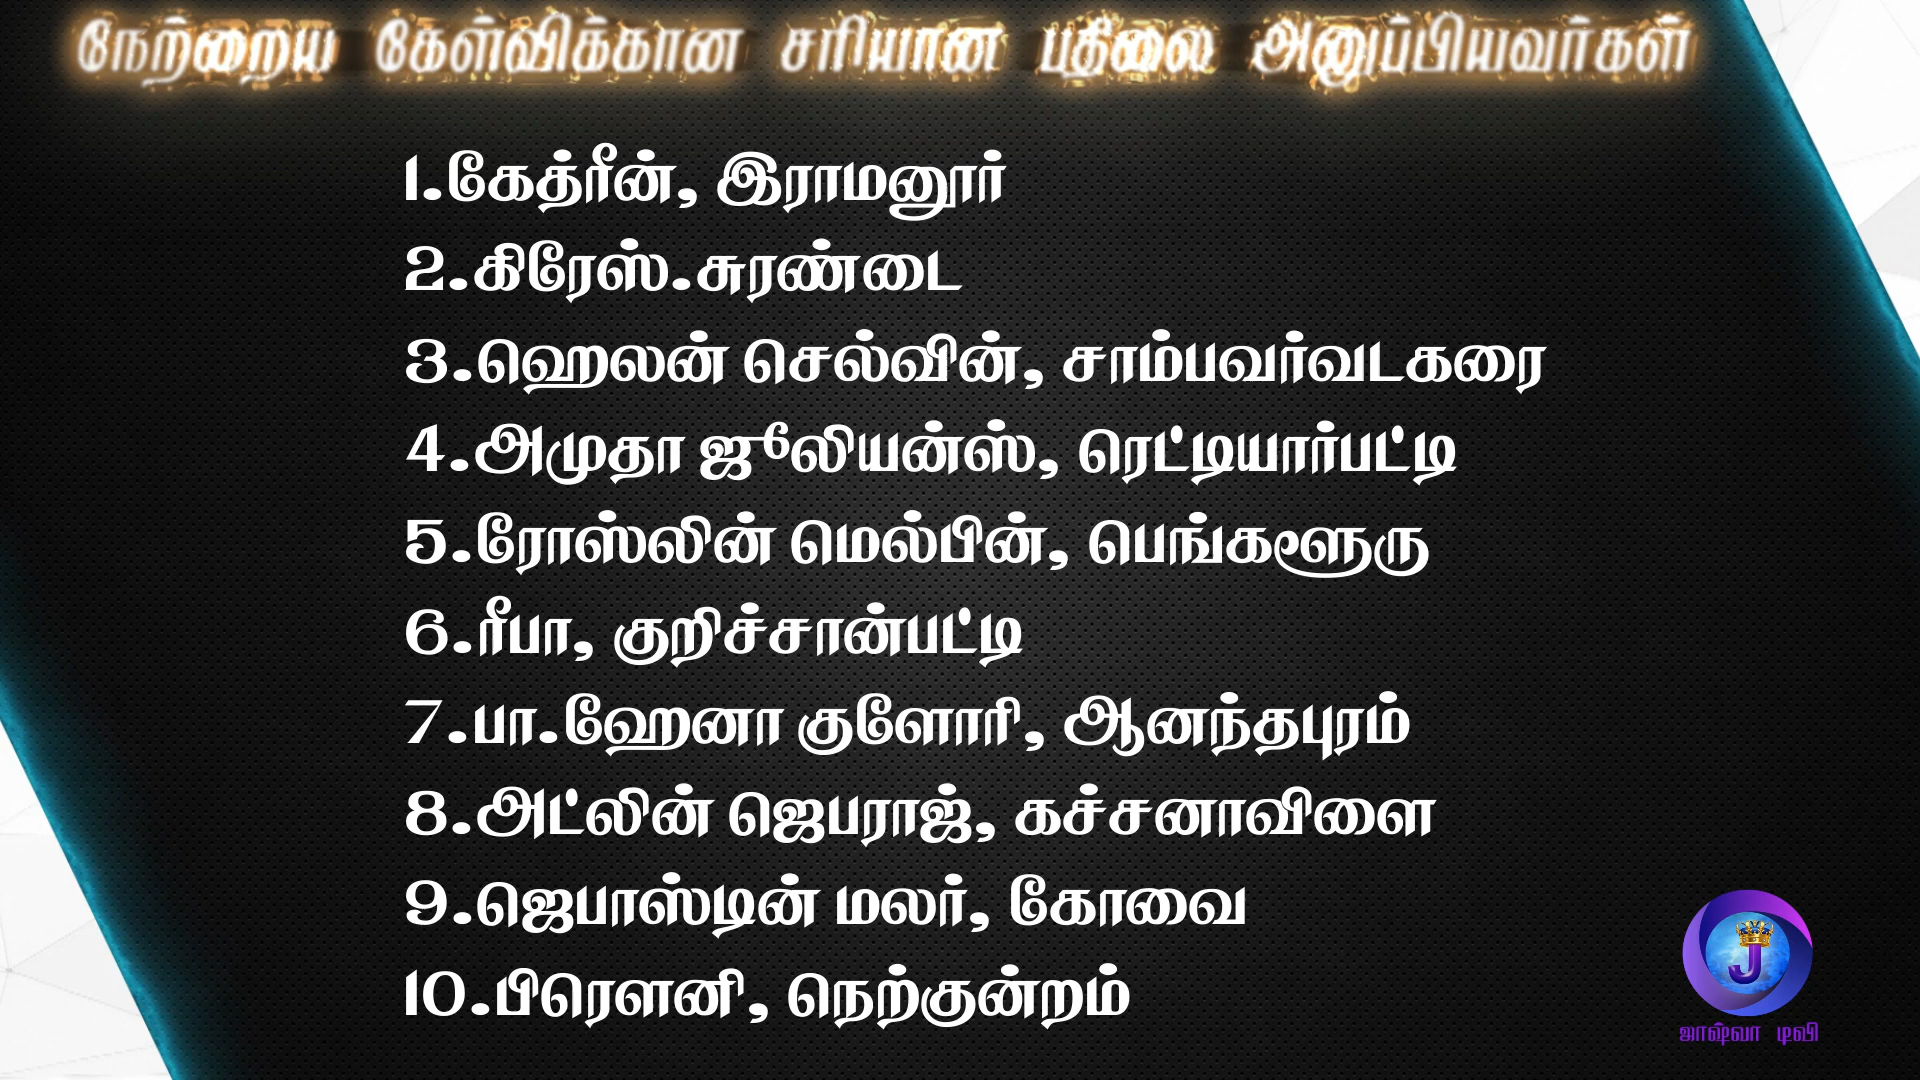 நேற்றைய கேள்விக்கான சரியான பதிலை அனுப்பியவர்கள்
1.கேத்ரீன், இராமனூர்
2.கிரேஸ்.சுரண்டை
3.ஹெலன் செல்வின், சாம்பவர்வடகரை
4.அமுதா ஜூலியன்ஸ், ரெட்டியார்பட்டி
5.ரோஸ்லின் மெல்பின், பெங்களூரு
6.ரீபா, குறிச்சான்பட்டி
7.பா.ஹேனா குளோரி, ஆனந்தபுரம்
8.அட்லின் ஜெபராஜ், கச்சனாவிளை
9.ஜெபாஸ்டின் மலர், கோவை
10.பிரௌனி, நெற்குன்றம்
J
ஜாஷ்வா டிவி